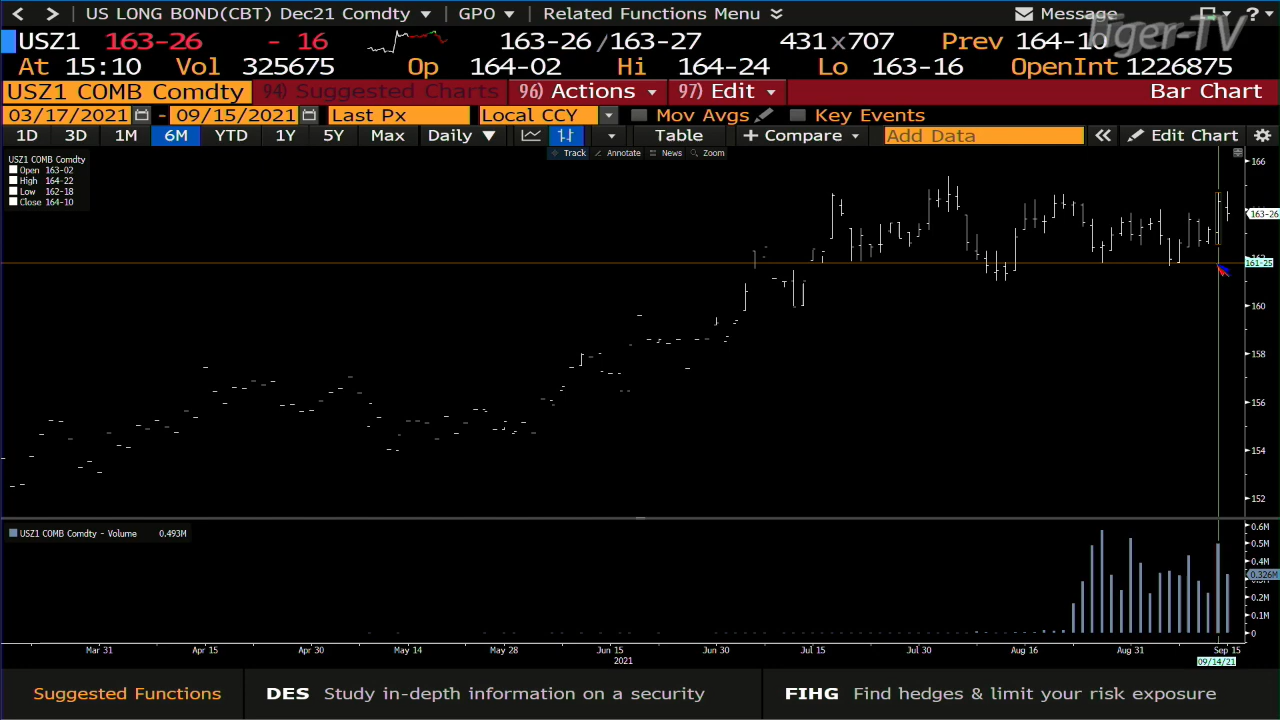 US LONG BOND(CBT) Dec21 Comdty GPO Related Functions Menu Message ?
Tiger-TV
USZ1 163-26 - 16 163-26/163-27 431x707 Prev 164-10
At 15:10 Vol 325675 Op 164-02 Hi 164-24 Lo 163-16 OpenInt 1226875
USZ1 COMB Comdty 94) Suggested Charts 96) Actions 97) Edit Bar Chart
03/17/2021 - 09/15/2021 Last Px Local CCY Mov Avgs Key Events
1D 3D 1M 6M YTD 1Y 5Y Max Daily Table + Compare Add Data Edit Chart
Track Annotate News Zoom
USZ1 COMB Comdty
Open 163-02
High 164-22
Low 162-18
Close 164-10
166
163-26
161-25
160
158
156
154
152
USZ1 COMB Comdty - Volume 0.493M
0.6M
0.5M
0.4M
0.326M
0.2M
0.1M
0
Mar 31 Apr 15 Apr 30 May 14 May 28 Jun 15 Jun 30 Jul 15 Jul 30 Aug 16 Aug 31 Sep 15
2021 09/14/21
Suggested Functions DES Study in-depth information on a security FIHG Find hedges & limit your risk exposure